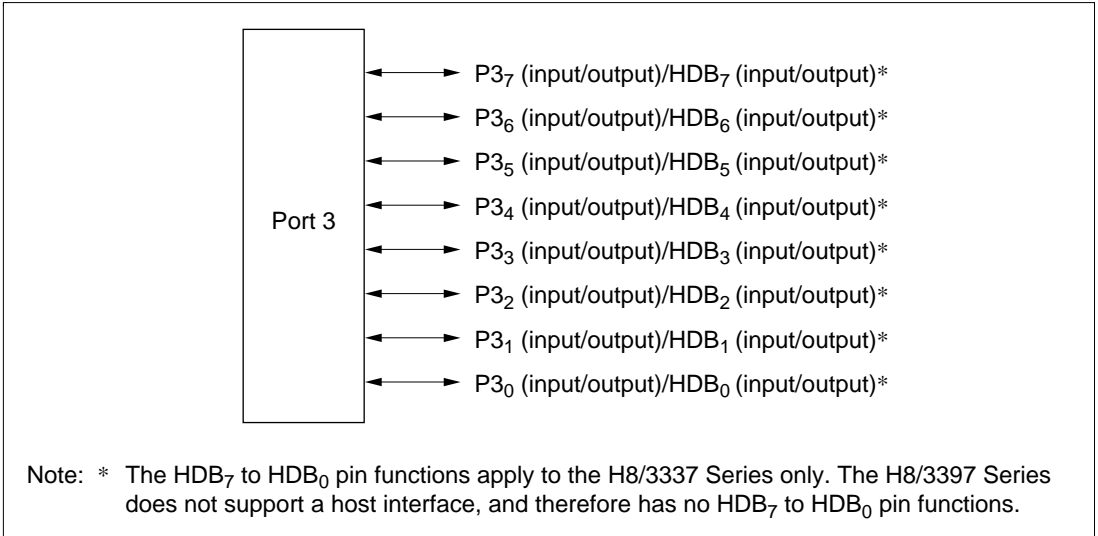 Port 3
P3₇ (input/output)/HDB₇ (input/output)*
P3₆ (input/output)/HDB₆ (input/output)*
P3₅ (input/output)/HDB₅ (input/output)*
P3₄ (input/output)/HDB₄ (input/output)*
P3₃ (input/output)/HDB₃ (input/output)*
P3₂ (input/output)/HDB₂ (input/output)*
P3₁ (input/output)/HDB₁ (input/output)*
P3₀ (input/output)/HDB₀ (input/output)*
Note: * The HDB₇ to HDB₀ pin functions apply to the H8/3337 Series only. The H8/3397 Series
does not support a host interface, and therefore has no HDB₇ to HDB₀ pin functions.